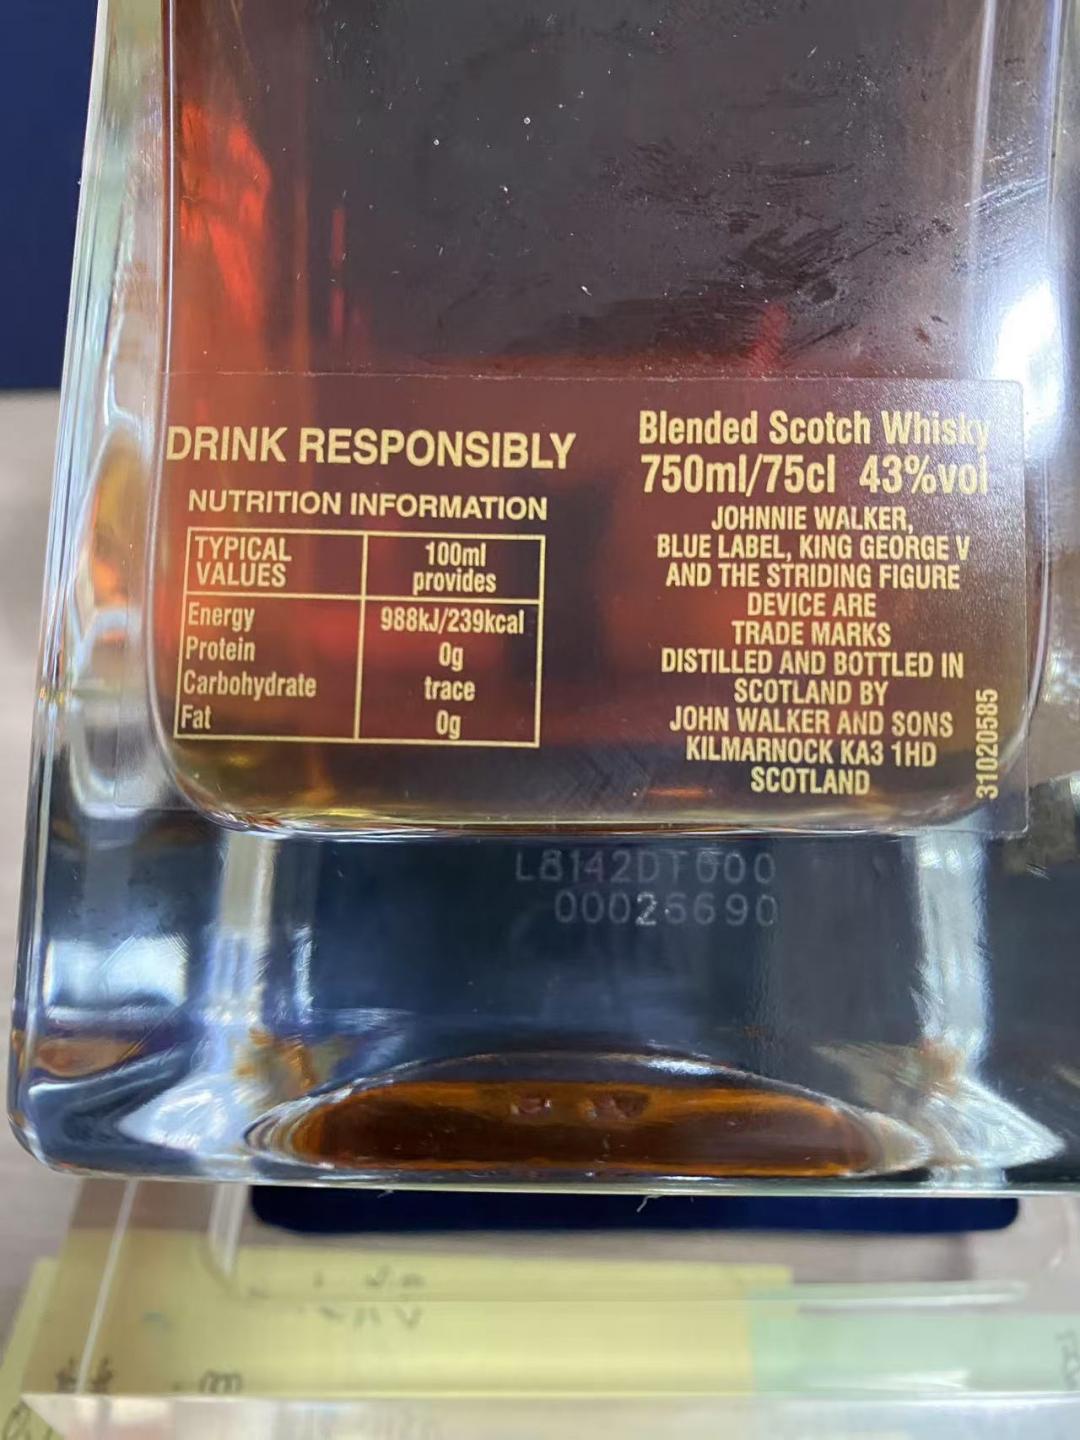 DRINK RESPONSIBLY
NUTRITION INFORMATION
TYPICAL VALUES 100ml provides
Energy 988kJ/239kcal
Protein 0g
Carbohydrate trace
Fat 0g
Blended Scotch Whisky
750ml/75cl 43%vol
JOHNNIE WALKER,
BLUE LABEL, KING GEORGE V
AND THE STRIDING FIGURE
DEVICE ARE
TRADE MARKS
DISTILLED AND BOTTLED IN
SCOTLAND BY
JOHN WALKER AND SONS
KILMARNOCK KA3 1HD
SCOTLAND
31020585
L8142DT000
00025690